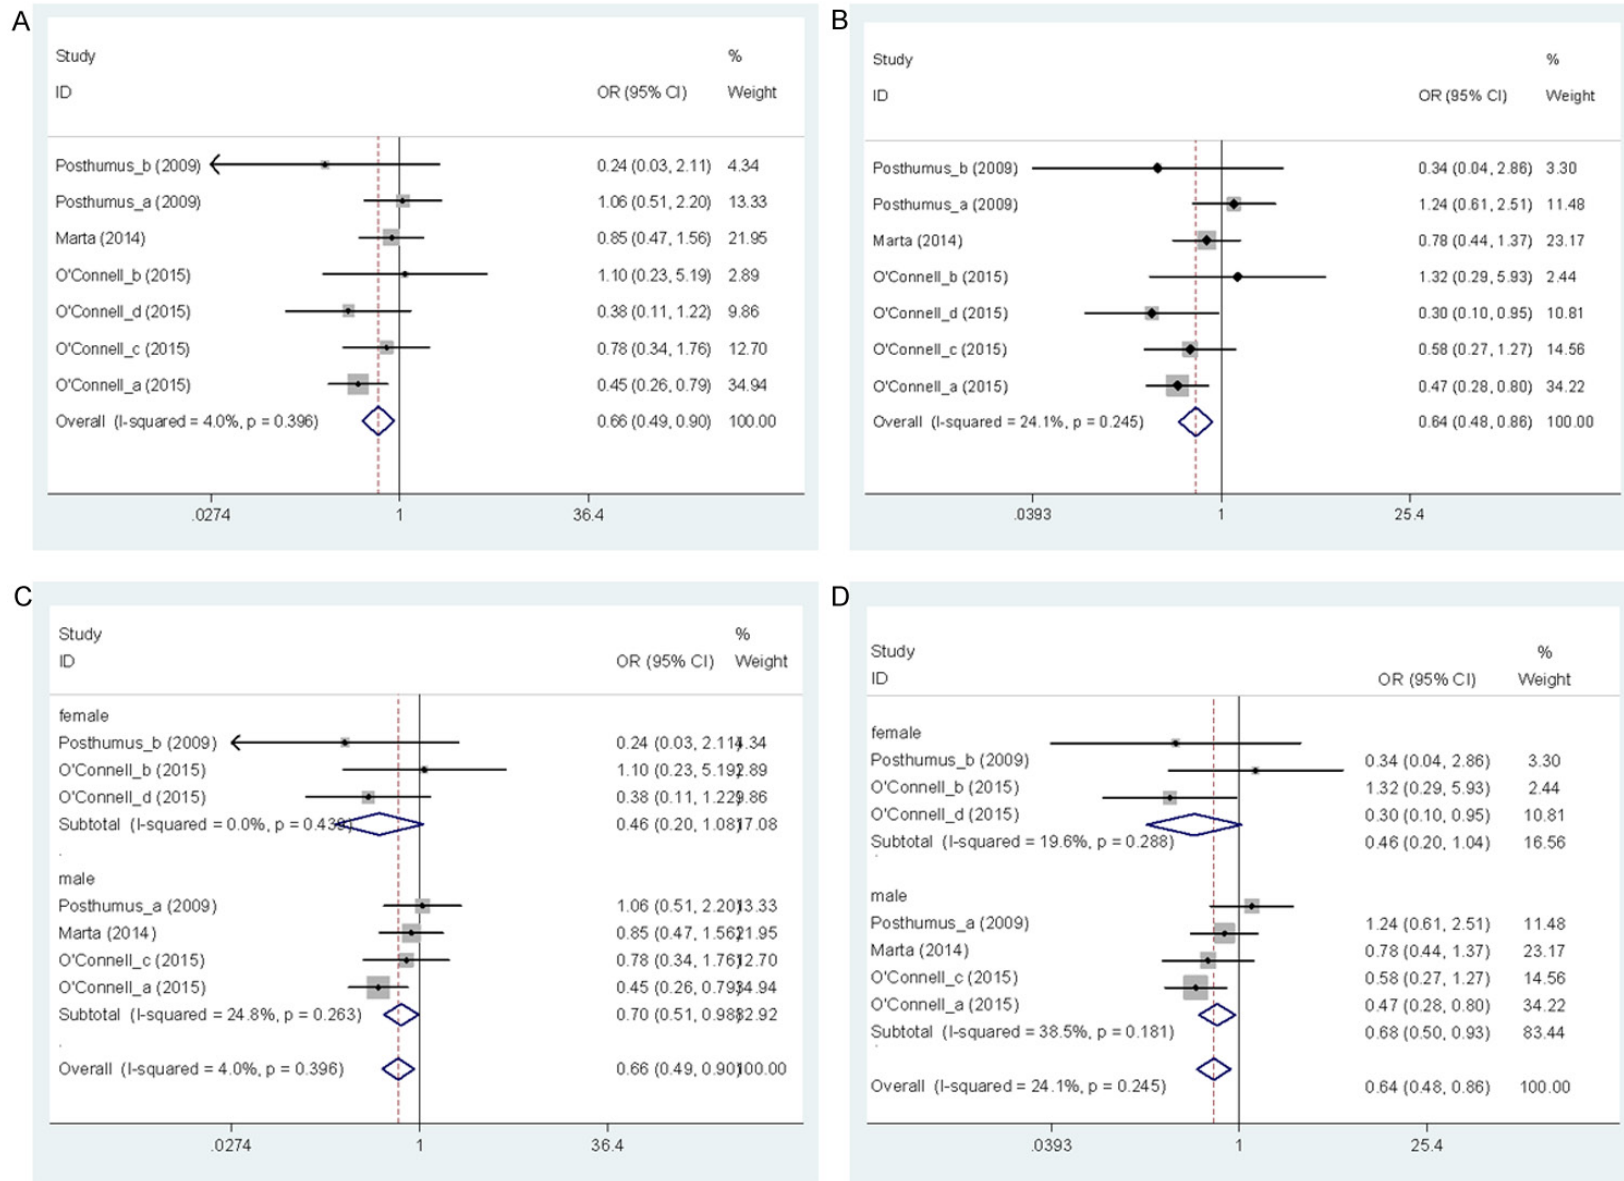 A
Study %
ID OR (95% CI) Weight
Posthumus_b (2009) 0.24 (0.03, 2.11) 4.34
Posthumus_a (2009) 1.06 (0.51, 2.20) 13.33
Marta (2014) 0.85 (0.47, 1.56) 21.95
O'Connell_b (2015) 1.10 (0.23, 5.19) 2.89
O'Connell_d (2015) 0.38 (0.11, 1.22) 9.86
O'Connell_c (2015) 0.78 (0.34, 1.76) 12.70
O'Connell_a (2015) 0.45 (0.26, 0.79) 34.94
Overall (I-squared = 4.0%, p = 0.396) 0.66 (0.49, 0.90) 100.00
.0274 1 36.4
B
Study %
ID OR (95% CI) Weight
Posthumus_b (2009) 0.34 (0.04, 2.86) 3.30
Posthumus_a (2009) 1.24 (0.61, 2.51) 11.48
Marta (2014) 0.78 (0.44, 1.37) 23.17
O'Connell_b (2015) 1.32 (0.29, 5.93) 2.44
O'Connell_d (2015) 0.30 (0.10, 0.95) 10.81
O'Connell_c (2015) 0.58 (0.27, 1.27) 14.56
O'Connell_a (2015) 0.47 (0.28, 0.80) 34.22
Overall (I-squared = 24.1%, p = 0.245) 0.64 (0.48, 0.86) 100.00
.0393 1 25.4
C
Study %
ID OR (95% CI) Weight
female
Posthumus_b (2009) 0.24 (0.03, 2.11) 4.34
O'Connell_b (2015) 1.10 (0.23, 5.19) 2.89
O'Connell_d (2015) 0.38 (0.11, 1.22) 9.86
Subtotal (I-squared = 0.0%, p = 0.439) 0.46 (0.20, 1.08) 17.08
.
male
Posthumus_a (2009) 1.06 (0.51, 2.20) 13.33
Marta (2014) 0.85 (0.47, 1.56) 21.95
O'Connell_c (2015) 0.78 (0.34, 1.76) 12.70
O'Connell_a (2015) 0.45 (0.26, 0.79) 34.94
Subtotal (I-squared = 24.8%, p = 0.263) 0.70 (0.51, 0.98) 82.92
.
Overall (I-squared = 4.0%, p = 0.396) 0.66 (0.49, 0.90) 100.00
.0274 1 36.4
D
Study %
ID OR (95% CI) Weight
female
Posthumus_b (2009) 0.34 (0.04, 2.86) 3.30
O'Connell_b (2015) 1.32 (0.29, 5.93) 2.44
O'Connell_d (2015) 0.30 (0.10, 0.95) 10.81
Subtotal (I-squared = 19.6%, p = 0.288) 0.46 (0.20, 1.04) 16.56
.
male
Posthumus_a (2009) 1.24 (0.61, 2.51) 11.48
Marta (2014) 0.78 (0.44, 1.37) 23.17
O'Connell_c (2015) 0.58 (0.27, 1.27) 14.56
O'Connell_a (2015) 0.47 (0.28, 0.80) 34.22
Subtotal (I-squared = 38.5%, p = 0.181) 0.68 (0.50, 0.93) 83.44
.
Overall (I-squared = 24.1%, p = 0.245) 0.64 (0.48, 0.86) 100.00
.0393 1 25.4